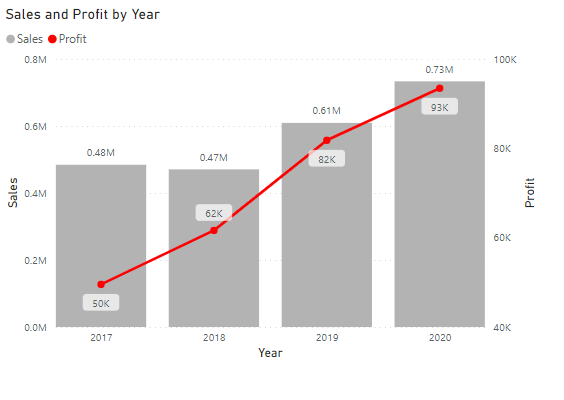 Sales and Profit by Year
Sales Profit
0.8M
0.6M
0.4M
0.2M
0.0M
Sales
0.48M
0.47M
0.61M
0.73M
50K
62K
82K
93K
100K
80K
60K
40K
Profit
2017 2018 2019 2020
Year